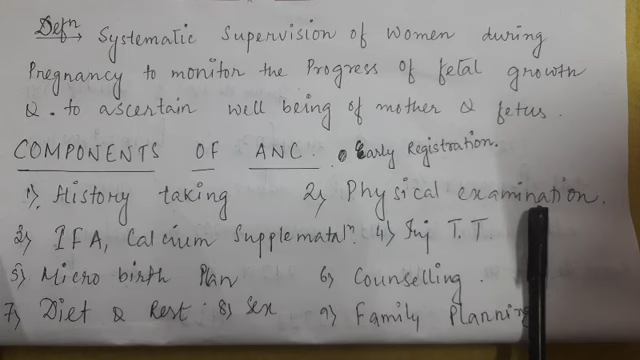 Defn → Systematic Supervision of Women during
Pregnancy to monitor the Progress of fetal growth
& . to ascertain well being of mother & fetus .
COMPONENTS OF ANC . • Early Registration.
1) History taking 2) Physical examination.
3) IFA, Calcium Supplematatn. 4) Inj T. T.
5) Micro birth Plan 6) Counselling .
7) Diet & Rest . 8) Sex 9) Family Planning